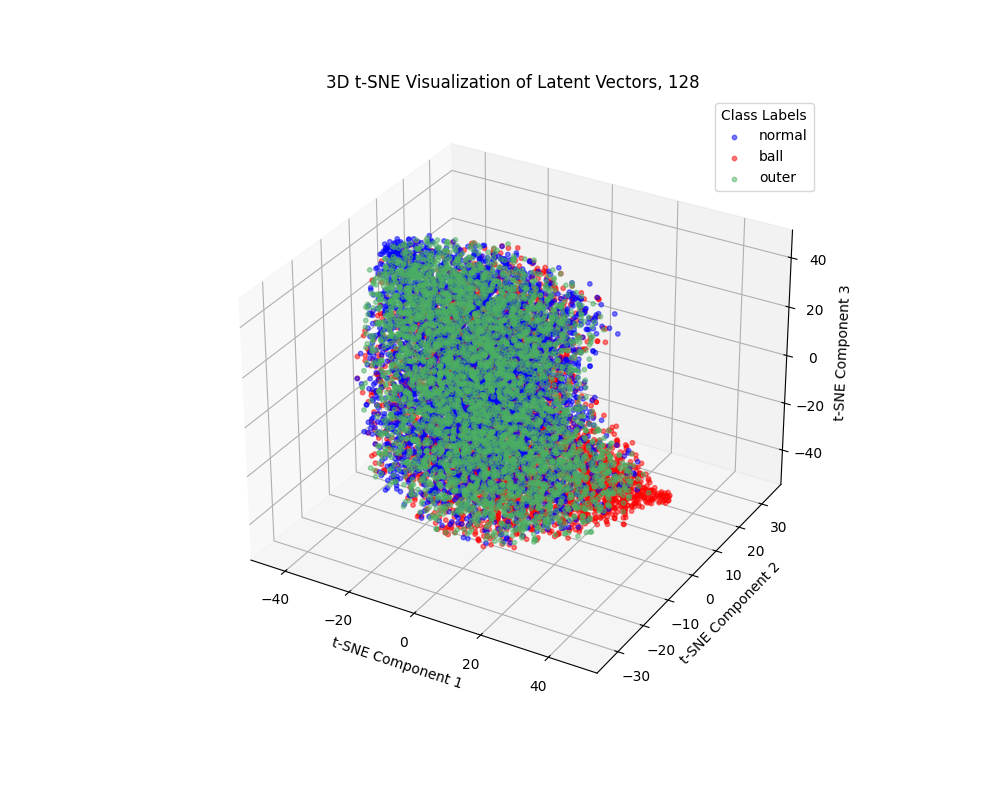 3D t-SNE Visualization of Latent Vectors, 128
Class Labels
normal
ball
outer
40
20
0
−20
−40
t-SNE Component 3
30
20
10
0
−10
−20
−30
t-SNE Component 2
−40
−20
0
20
40
t-SNE Component 1